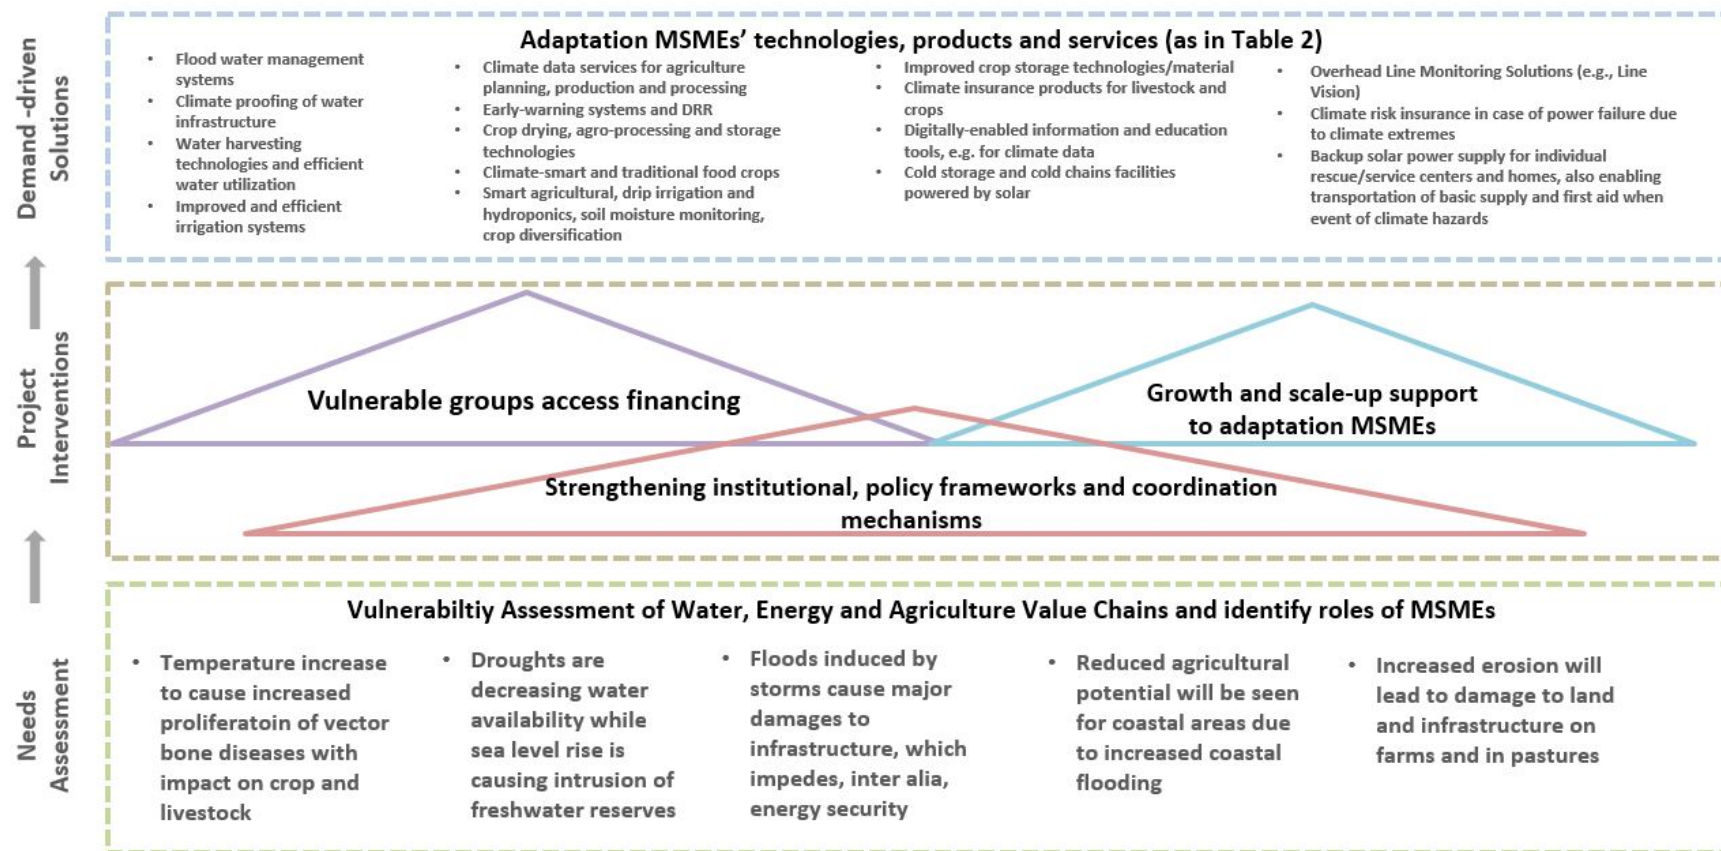 Demand -driven
Solutions
Adaptation MSMEs' technologies, products and services (as in Table 2)
• Flood water management
systems
• Climate proofing of water
infrastructure
• Water harvesting
technologies and efficient
water utilization
• Improved and efficient
irrigation systems
• Climate data services for agriculture
planning, production and processing
• Early-warning systems and DRR
• Crop drying, agro-processing and storage
technologies
• Climate-smart and traditional food crops
• Smart agricultural, drip irrigation and
hydroponics, soil moisture monitoring,
crop diversification
• Improved crop storage technologies/material
• Climate insurance products for livestock and
crops
• Digitally-enabled information and education
tools, e.g. for climate data
• Cold storage and cold chains facilities
powered by solar
• Overhead Line Monitoring Solutions (e.g., Line
Vision)
• Climate risk insurance in case of power failure due
to climate extremes
• Backup solar power supply for individual
rescue/service centers and homes, also enabling
transportation of basic supply and first aid when
event of climate hazards
Project
Interventions
Vulnerable groups access financing
Growth and scale-up support
to adaptation MSMEs
Strengthening institutional, policy frameworks and coordination
mechanisms
Needs
Assessment
Vulnerabiltiy Assessment of Water, Energy and Agriculture Value Chains and identify roles of MSMEs
• Temperature increase
to cause increased
proliferatoin of vector
bone diseases with
impact on crop and
livestock
• Droughts are
decreasing water
availability while
sea level rise is
causing intrusion of
freshwater reserves
• Floods induced by
storms cause major
damages to
infrastructure, which
impedes, inter alia,
energy security
• Reduced agricultural
potential will be seen
for coastal areas due
to increased coastal
flooding
• Increased erosion will
lead to damage to land
and infrastructure on
farms and in pastures